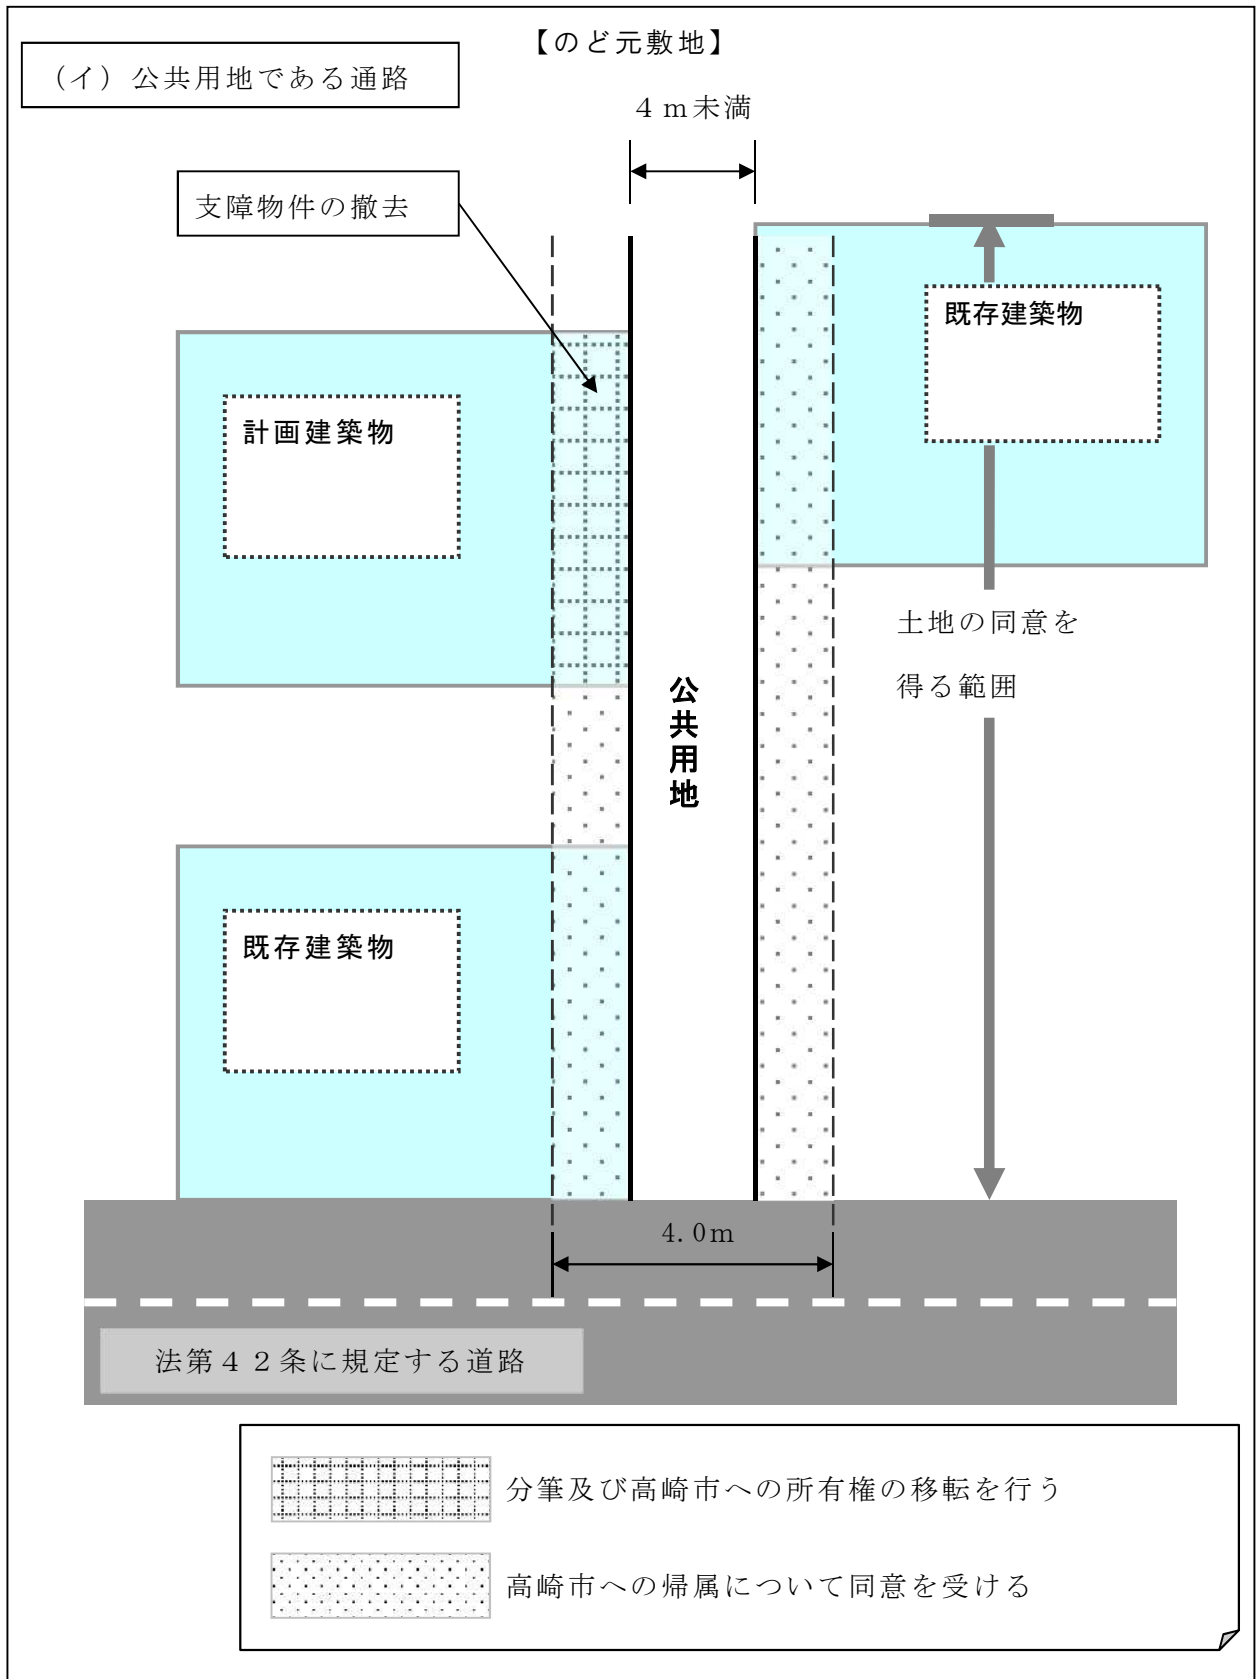 【のど元敷地】
（イ）公共用地である通路
４ｍ未満
支障物件の撤去
既存建築物
計画建築物
土地の同意を
得る範囲
公共用地
既存建築物
4.0m
法第４２条に規定する道路
分筆及び高崎市への所有権の移転を行う
高崎市への帰属について同意を受ける